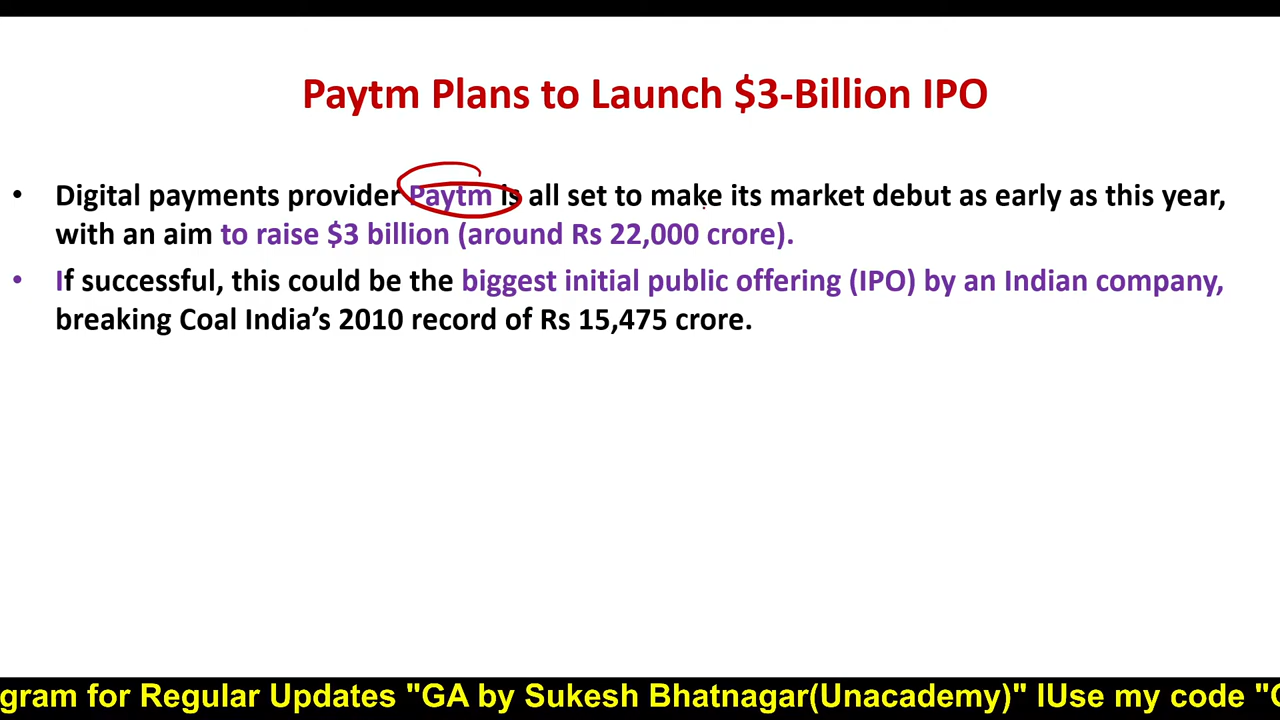 Paytm Plans to Launch $3-Billion IPO
• Digital payments provider Paytm is all set to make its market debut as early as this year,
with an aim to raise $3 billion (around Rs 22,000 crore).
• If successful, this could be the biggest initial public offering (IPO) by an Indian company,
breaking Coal India’s 2010 record of Rs 15,475 crore.
gram for Regular Updates "GA by Sukesh Bhatnagar(Unacademy)" IUse my code "